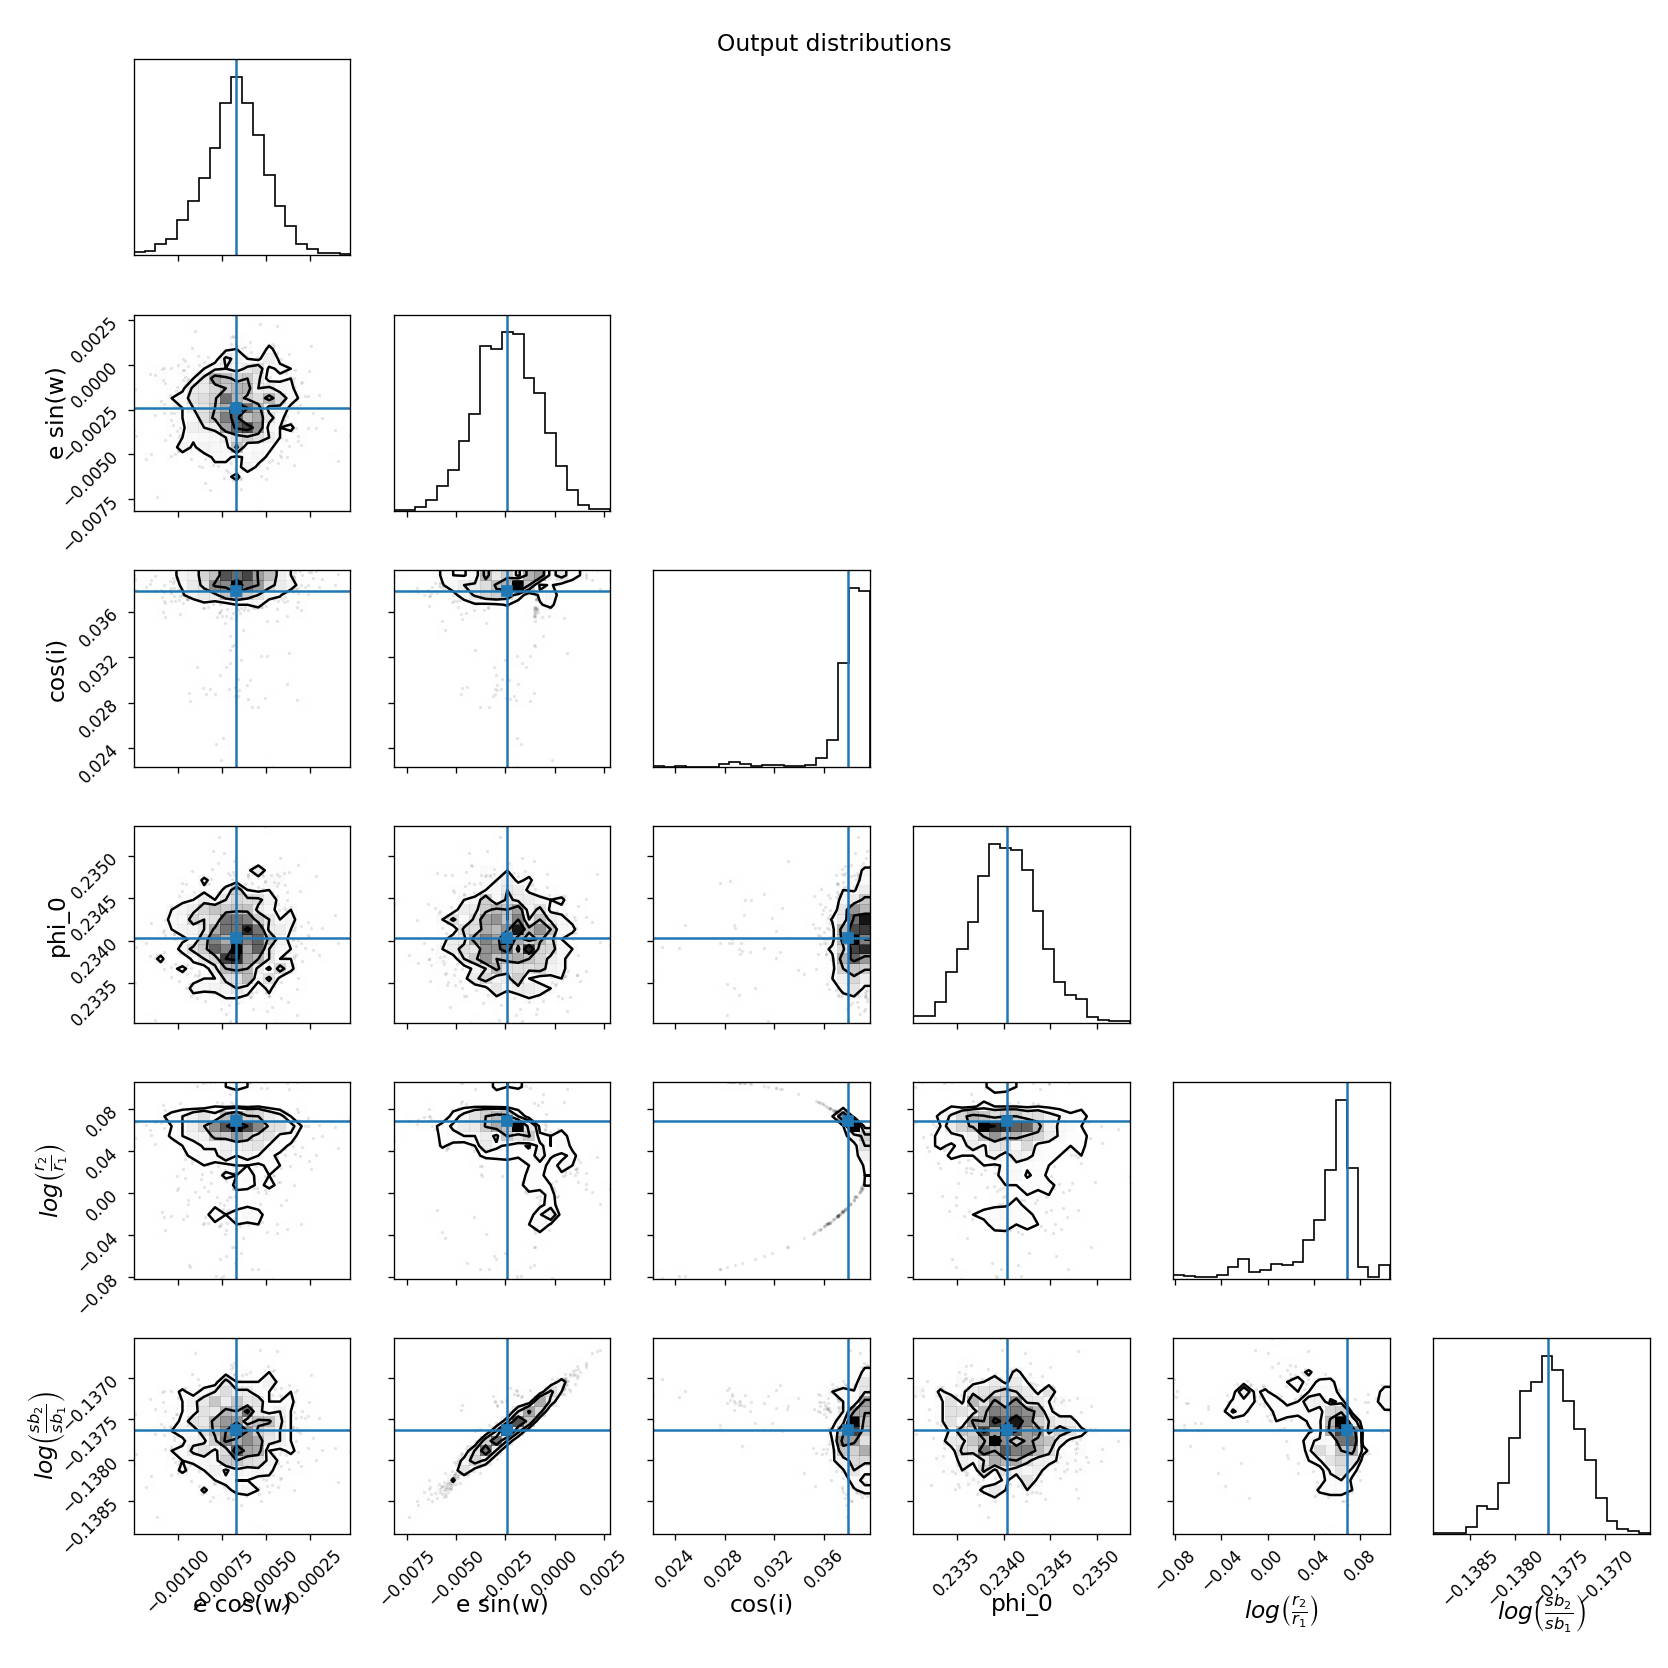 Output distributions
e sin(w)
0.0025
0.0000
−0.0025
−0.0050
−0.0075
cos(i)
0.036
0.032
0.028
0.024
phi_0
0.2350
0.2345
0.2340
0.2335
log(r₂/r₁)
0.08
0.04
0.00
−0.04
−0.08
log(sb₂/sb₁)
−0.1370
−0.1375
−0.1380
−0.1385
−0.00100 −0.00075 −0.00050 −0.00025
e cos(w)
−0.0075 −0.0050 −0.0025 0.0000 0.0025
e sin(w)
0.024 0.028 0.032 0.036
cos(i)
0.2335 0.2340 0.2345 0.2350
phi_0
−0.08 −0.04 0.00 0.04 0.08
log(r₂/r₁)
−0.1385 −0.1380 −0.1375 −0.1370
log(sb₂/sb₁)